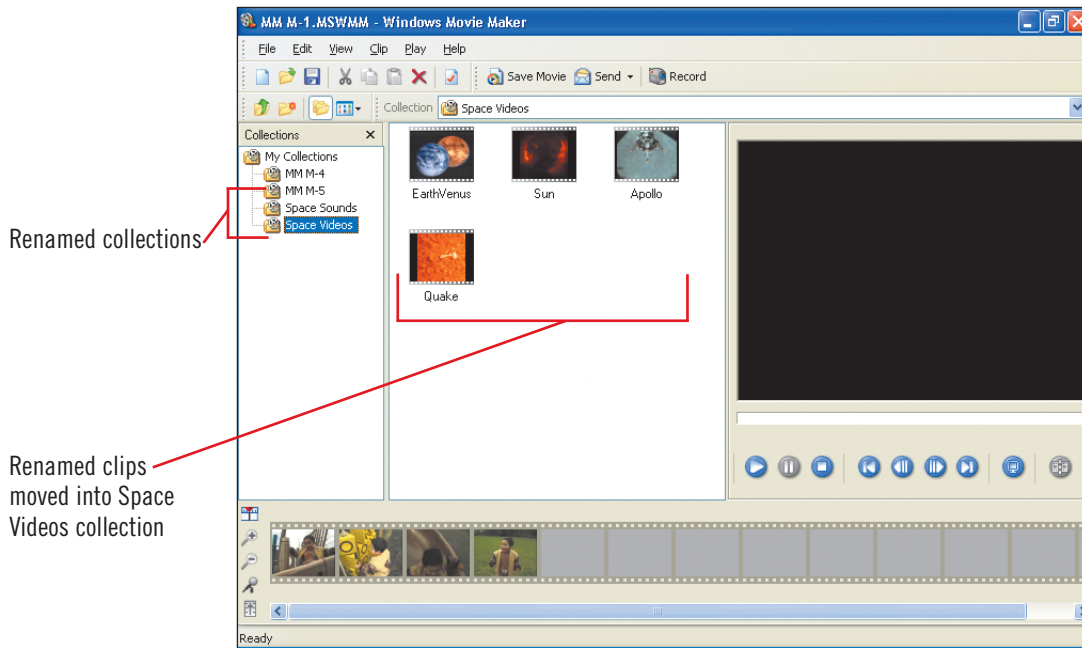 MM M-1.MSWMM - Windows Movie Maker
File Edit View Clip Play Help
Save Movie Send Record
Collection Space Videos
Collections
My Collections
MM M-4
MM M-5
Space Sounds
Space Videos
EarthVenus Sun Apollo
Quake
Renamed collections
Renamed clips
moved into Space
Videos collection
Ready